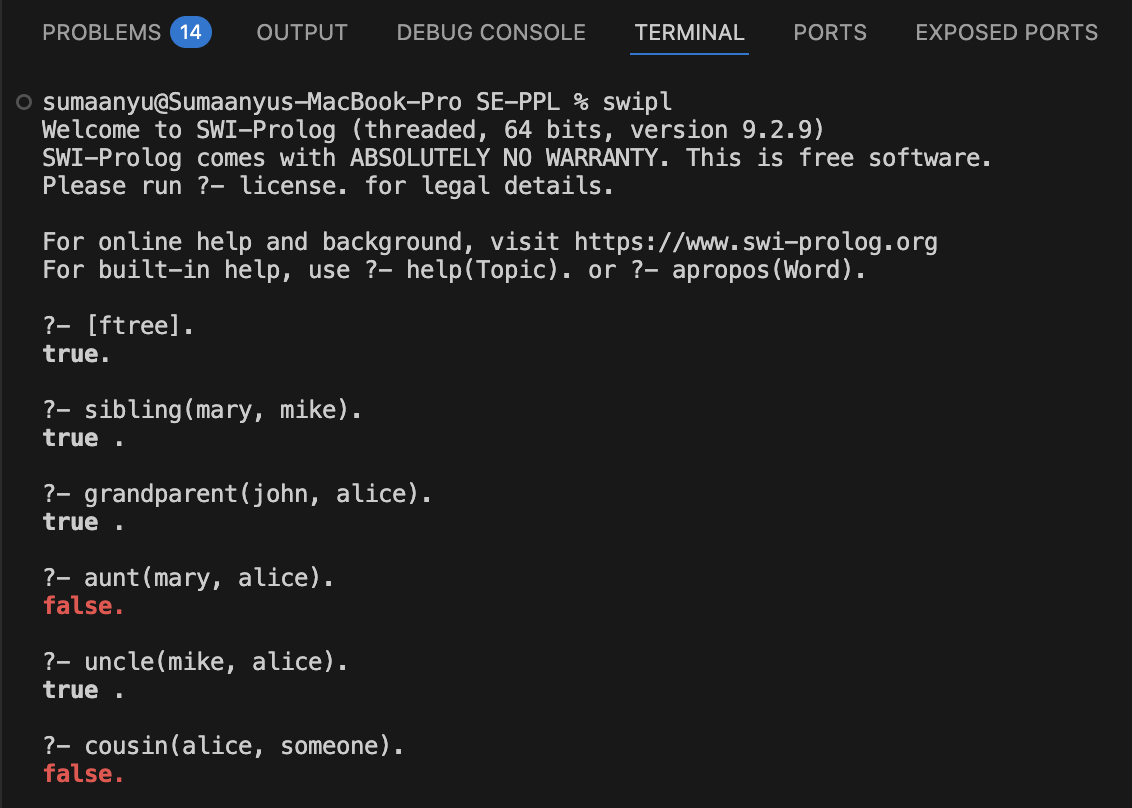 PROBLEMS 14 OUTPUT DEBUG CONSOLE TERMINAL PORTS EXPOSED PORTS
sumaanyu@Sumaanyus-MacBook-Pro SE-PPL % swipl
Welcome to SWI-Prolog (threaded, 64 bits, version 9.2.9)
SWI-Prolog comes with ABSOLUTELY NO WARRANTY. This is free software.
Please run ?- license. for legal details.
For online help and background, visit https://www.swi-prolog.org
For built-in help, use ?- help(Topic). or ?- apropos(Word).
?- [ftree].
true.
?- sibling(mary, mike).
true .
?- grandparent(john, alice).
true .
?- aunt(mary, alice).
false.
?- uncle(mike, alice).
true .
?- cousin(alice, someone).
false.